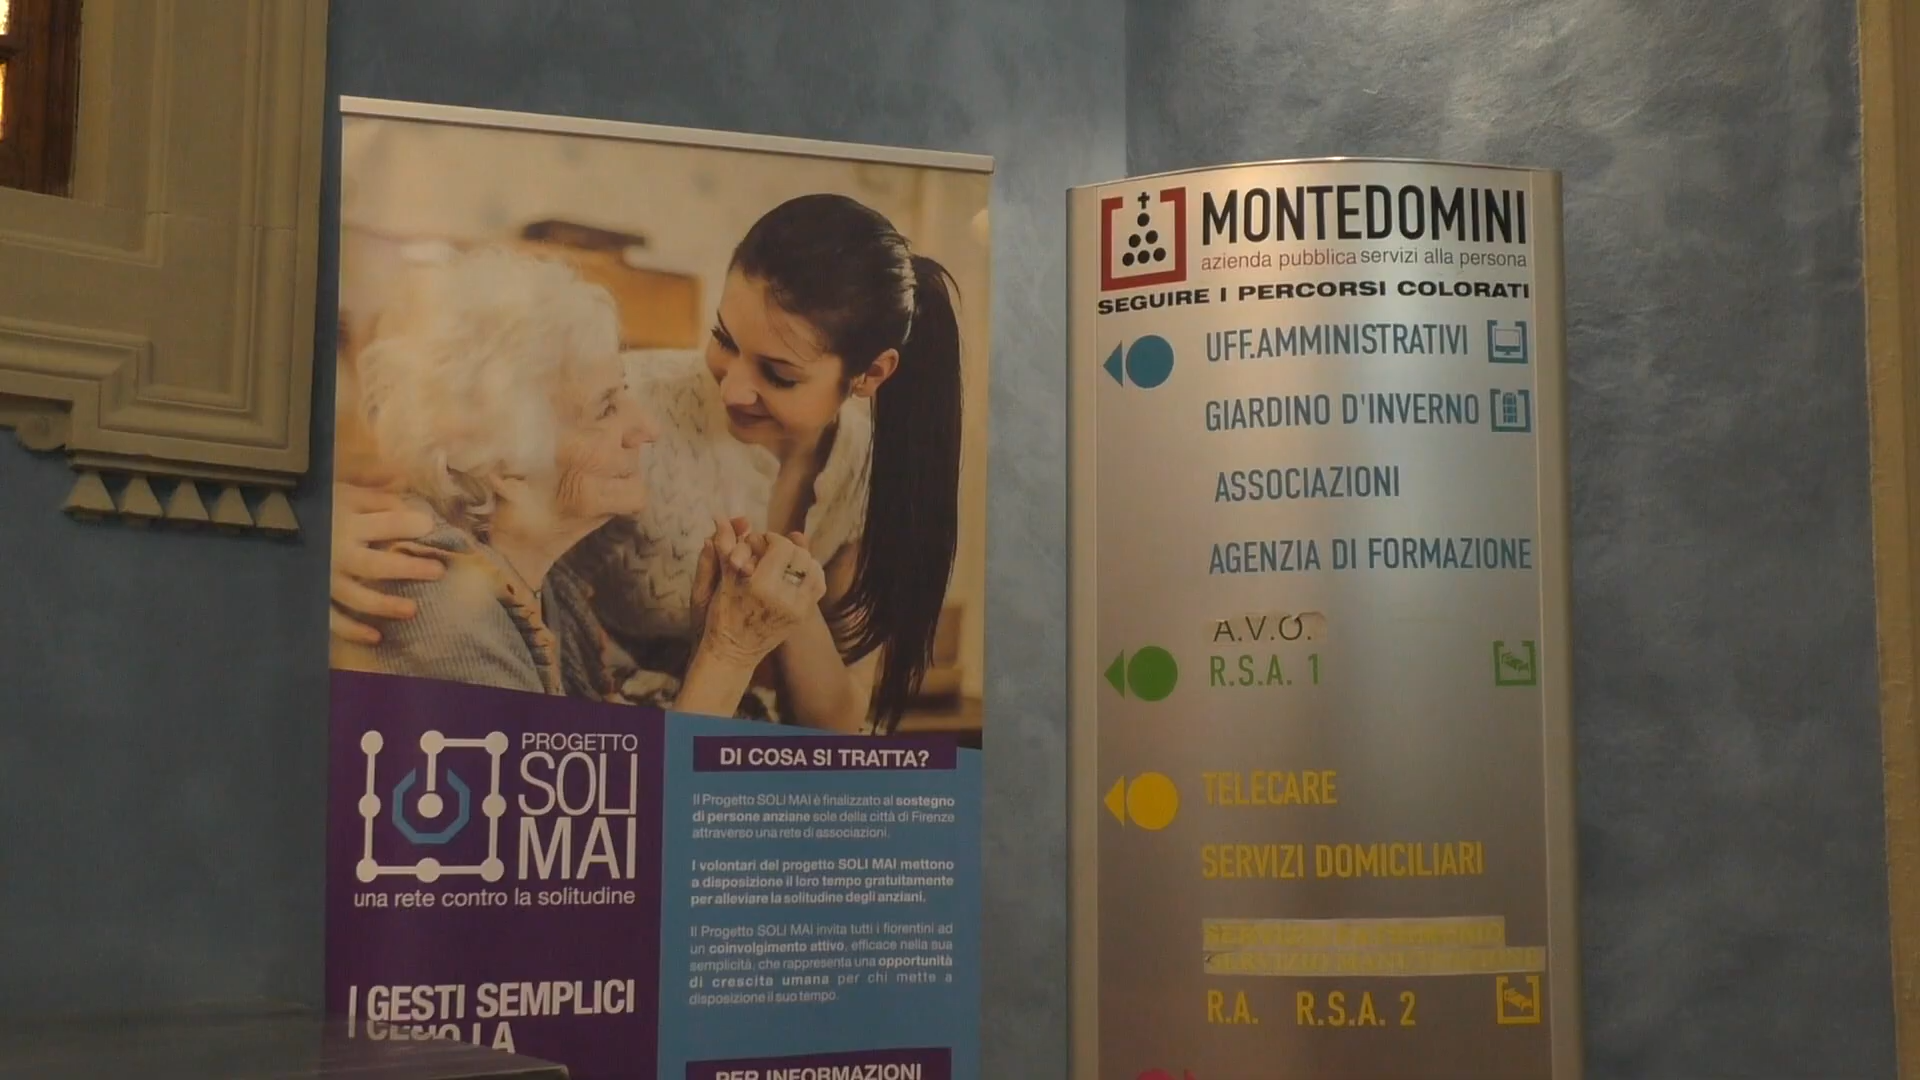 PROGETTO
SOLI
MAI
una rete contro la solitudine
I GESTI SEMPLICI
LA
DI COSA SI TRATTA?
Il Progetto SOLI MAI è finalizzato al sostegno
di persone anziane sole della città di Firenze
attraverso una rete di associazioni.
I volontari del progetto SOLI MAI mettono
a disposizione il loro tempo gratuitamente
per alleviare la solitudine degli anziani.
Il Progetto SOLI MAI invita tutti i fiorentini ad
un coinvolgimento attivo, efficace nella sua
semplicità, che rappresenta una opportunità
di crescita umana per chi mette a
disposizione il suo tempo.
PER INFORMAZIONI
MONTEDOMINI
azienda pubblica servizi alla persona
SEGUIRE I PERCORSI COLORATI
UFF.AMMINISTRATIVI
GIARDINO D'INVERNO
ASSOCIAZIONI
AGENZIA DI FORMAZIONE
A.V.O.
R.S.A. 1
TELECARE
SERVIZI DOMICILIARI
R.A. R.S.A. 2